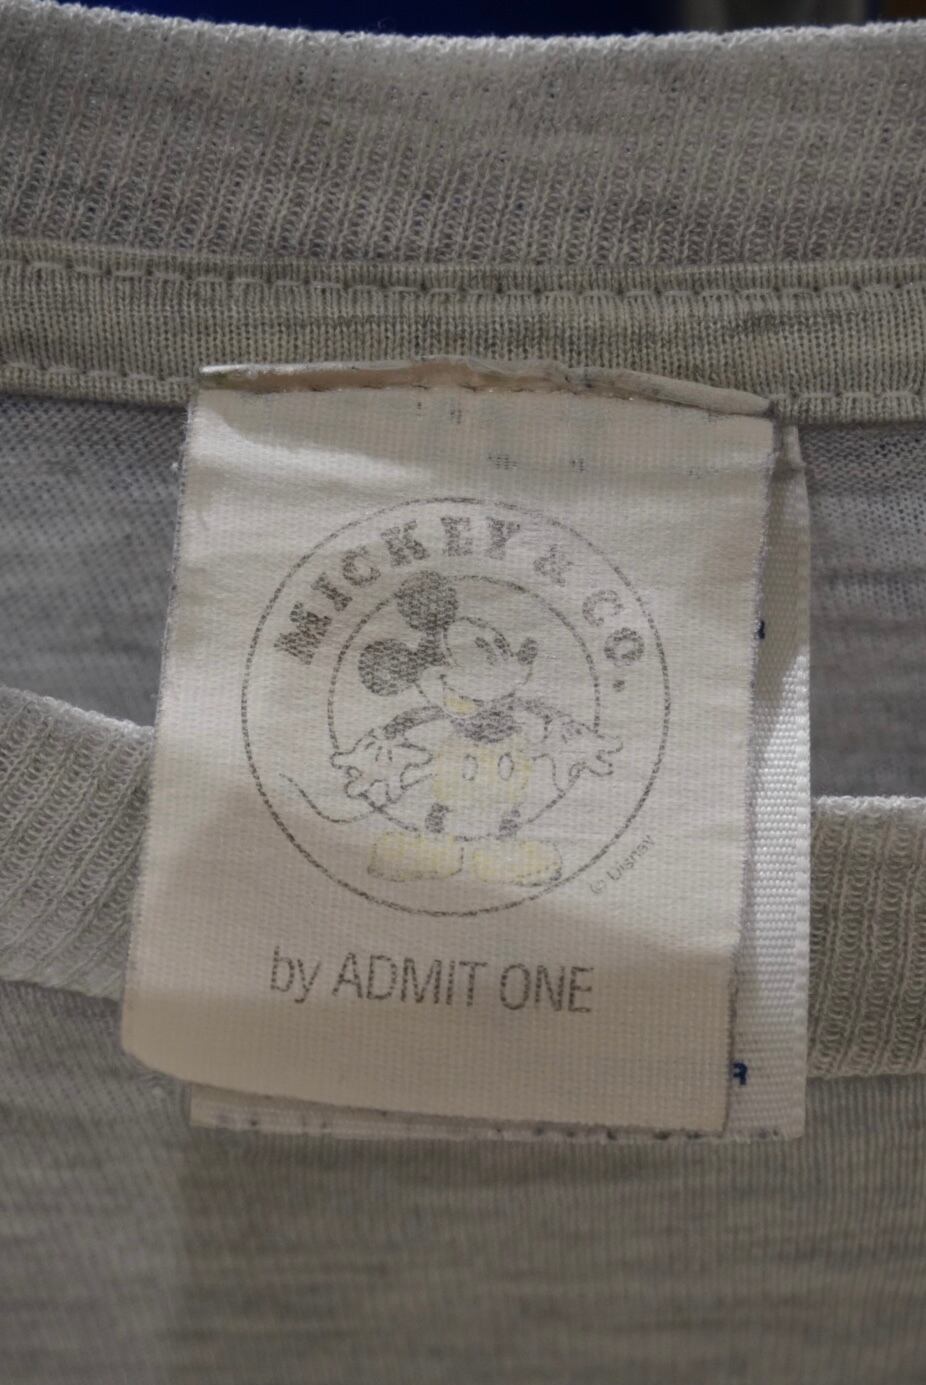 MICKEY & CO.
© Disney
by ADMIT ONE
R